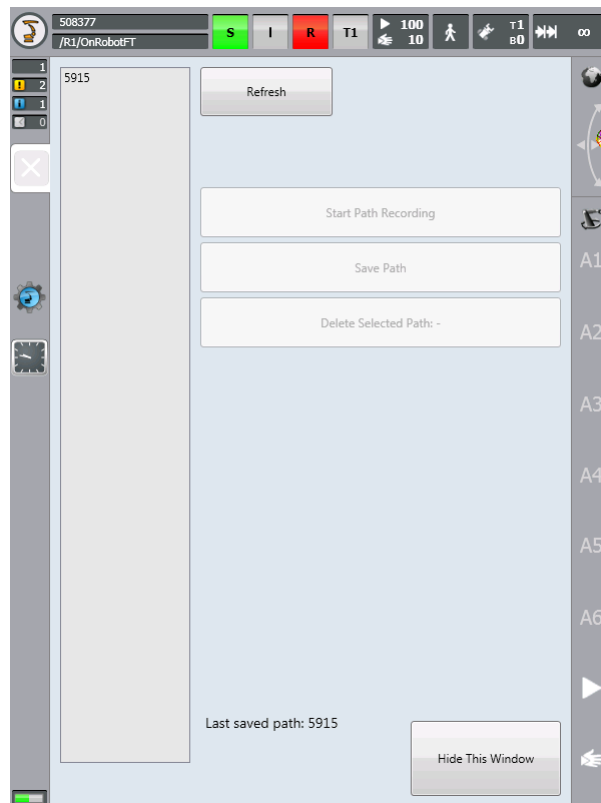 508377
/R1/OnRobotFT
S I R T1 100 10 T1 B0 ∞
1
2
1
0
5915
Refresh
Start Path Recording
Save Path
Delete Selected Path: -
A1
A2
A3
A4
A5
A6
Last saved path: 5915
Hide This Window